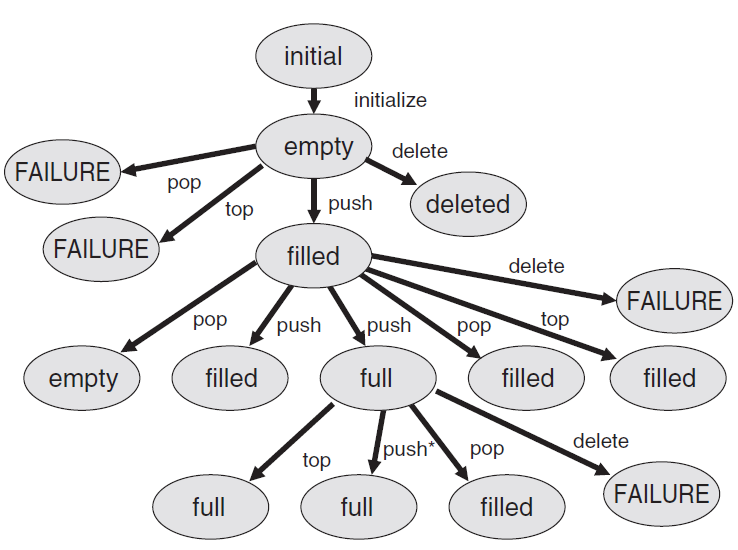 initial
initialize
empty
delete
FAILURE
pop
top
push
deleted
FAILURE
filled
delete
FAILURE
pop
push
push
pop
top
empty
filled
full
filled
filled
top
push*
pop
delete
full
full
filled
FAILURE